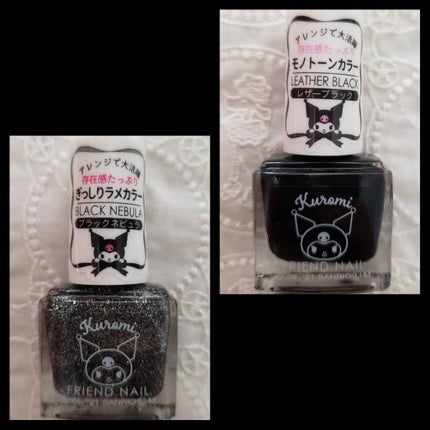 アレンジで大活躍
存在感たっぷり
モノトーンカラー
LEATHER BLACK
レザーブラック
Kuromi
FRIEND NAIL
アレンジで大活躍
存在感たっぷり
ぎっしりラメカラー
BLACK NEBULA
ブラックネビュラ
Kuromi
FRIEND NAIL